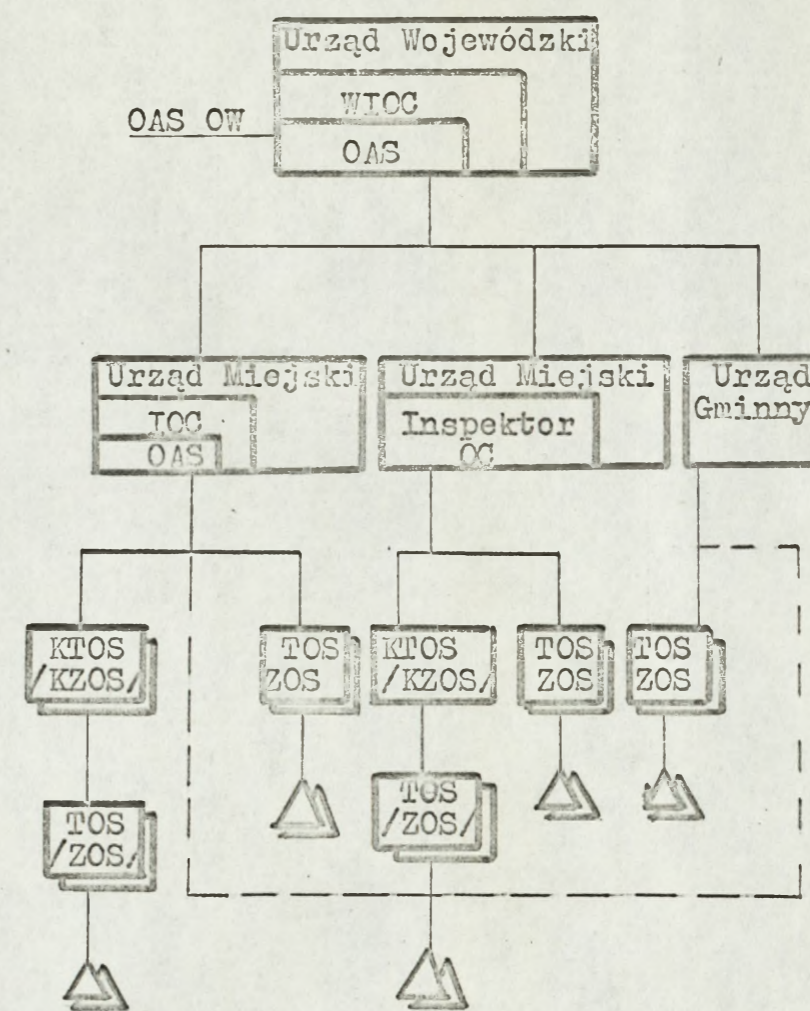 Urząd Wojewódzki
WIOC
OAS OW
OAS
Urząd Miejski
IOC
OAS
Urząd Miejski
Inspektor
OC
Urząd
Gminny
KTOS
/KZOS/
TOS
ZOS
KTOS
/KZOS/
TOS
ZOS
TOS
ZOS
TOS
/ZOS/
TOS
/ZOS/